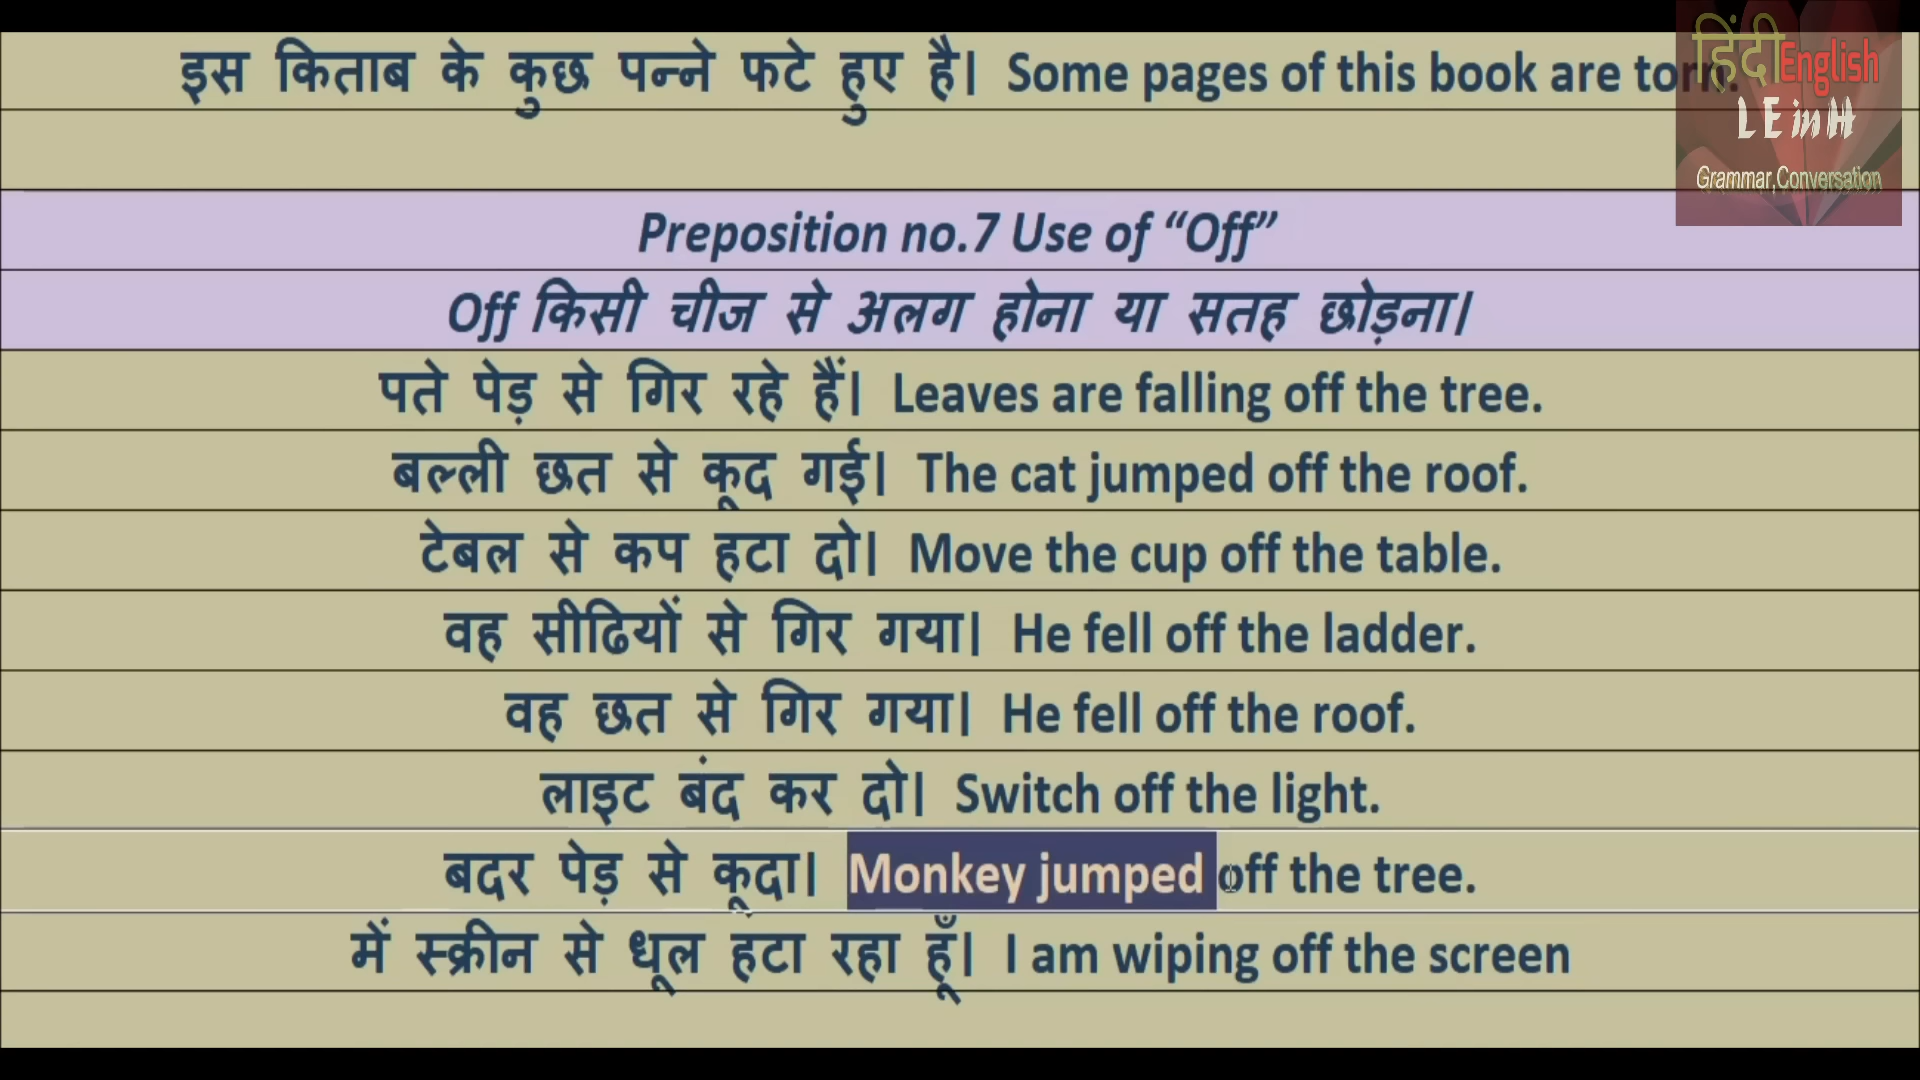 इस किताब के कुछ पन्ने फटे हुए है| Some pages of this book are torn.
हिंदी English
L E in H
Grammar,Conversation
Preposition no.7 Use of “Off”
Off किसी चीज से अलग होना या सतह छोड़ना|
पते पेड़ से गिर रहे हैं| Leaves are falling off the tree.
बल्ली छत से कूद गई| The cat jumped off the roof.
टेबल से कप हटा दो| Move the cup off the table.
वह सीढियों से गिर गया| He fell off the ladder.
वह छत से गिर गया| He fell off the roof.
लाइट बंद कर दो| Switch off the light.
बदर पेड़ से कूदा| Monkey jumped off the tree.
में स्क्रीन से धूल हटा रहा हूँ| I am wiping off the screen